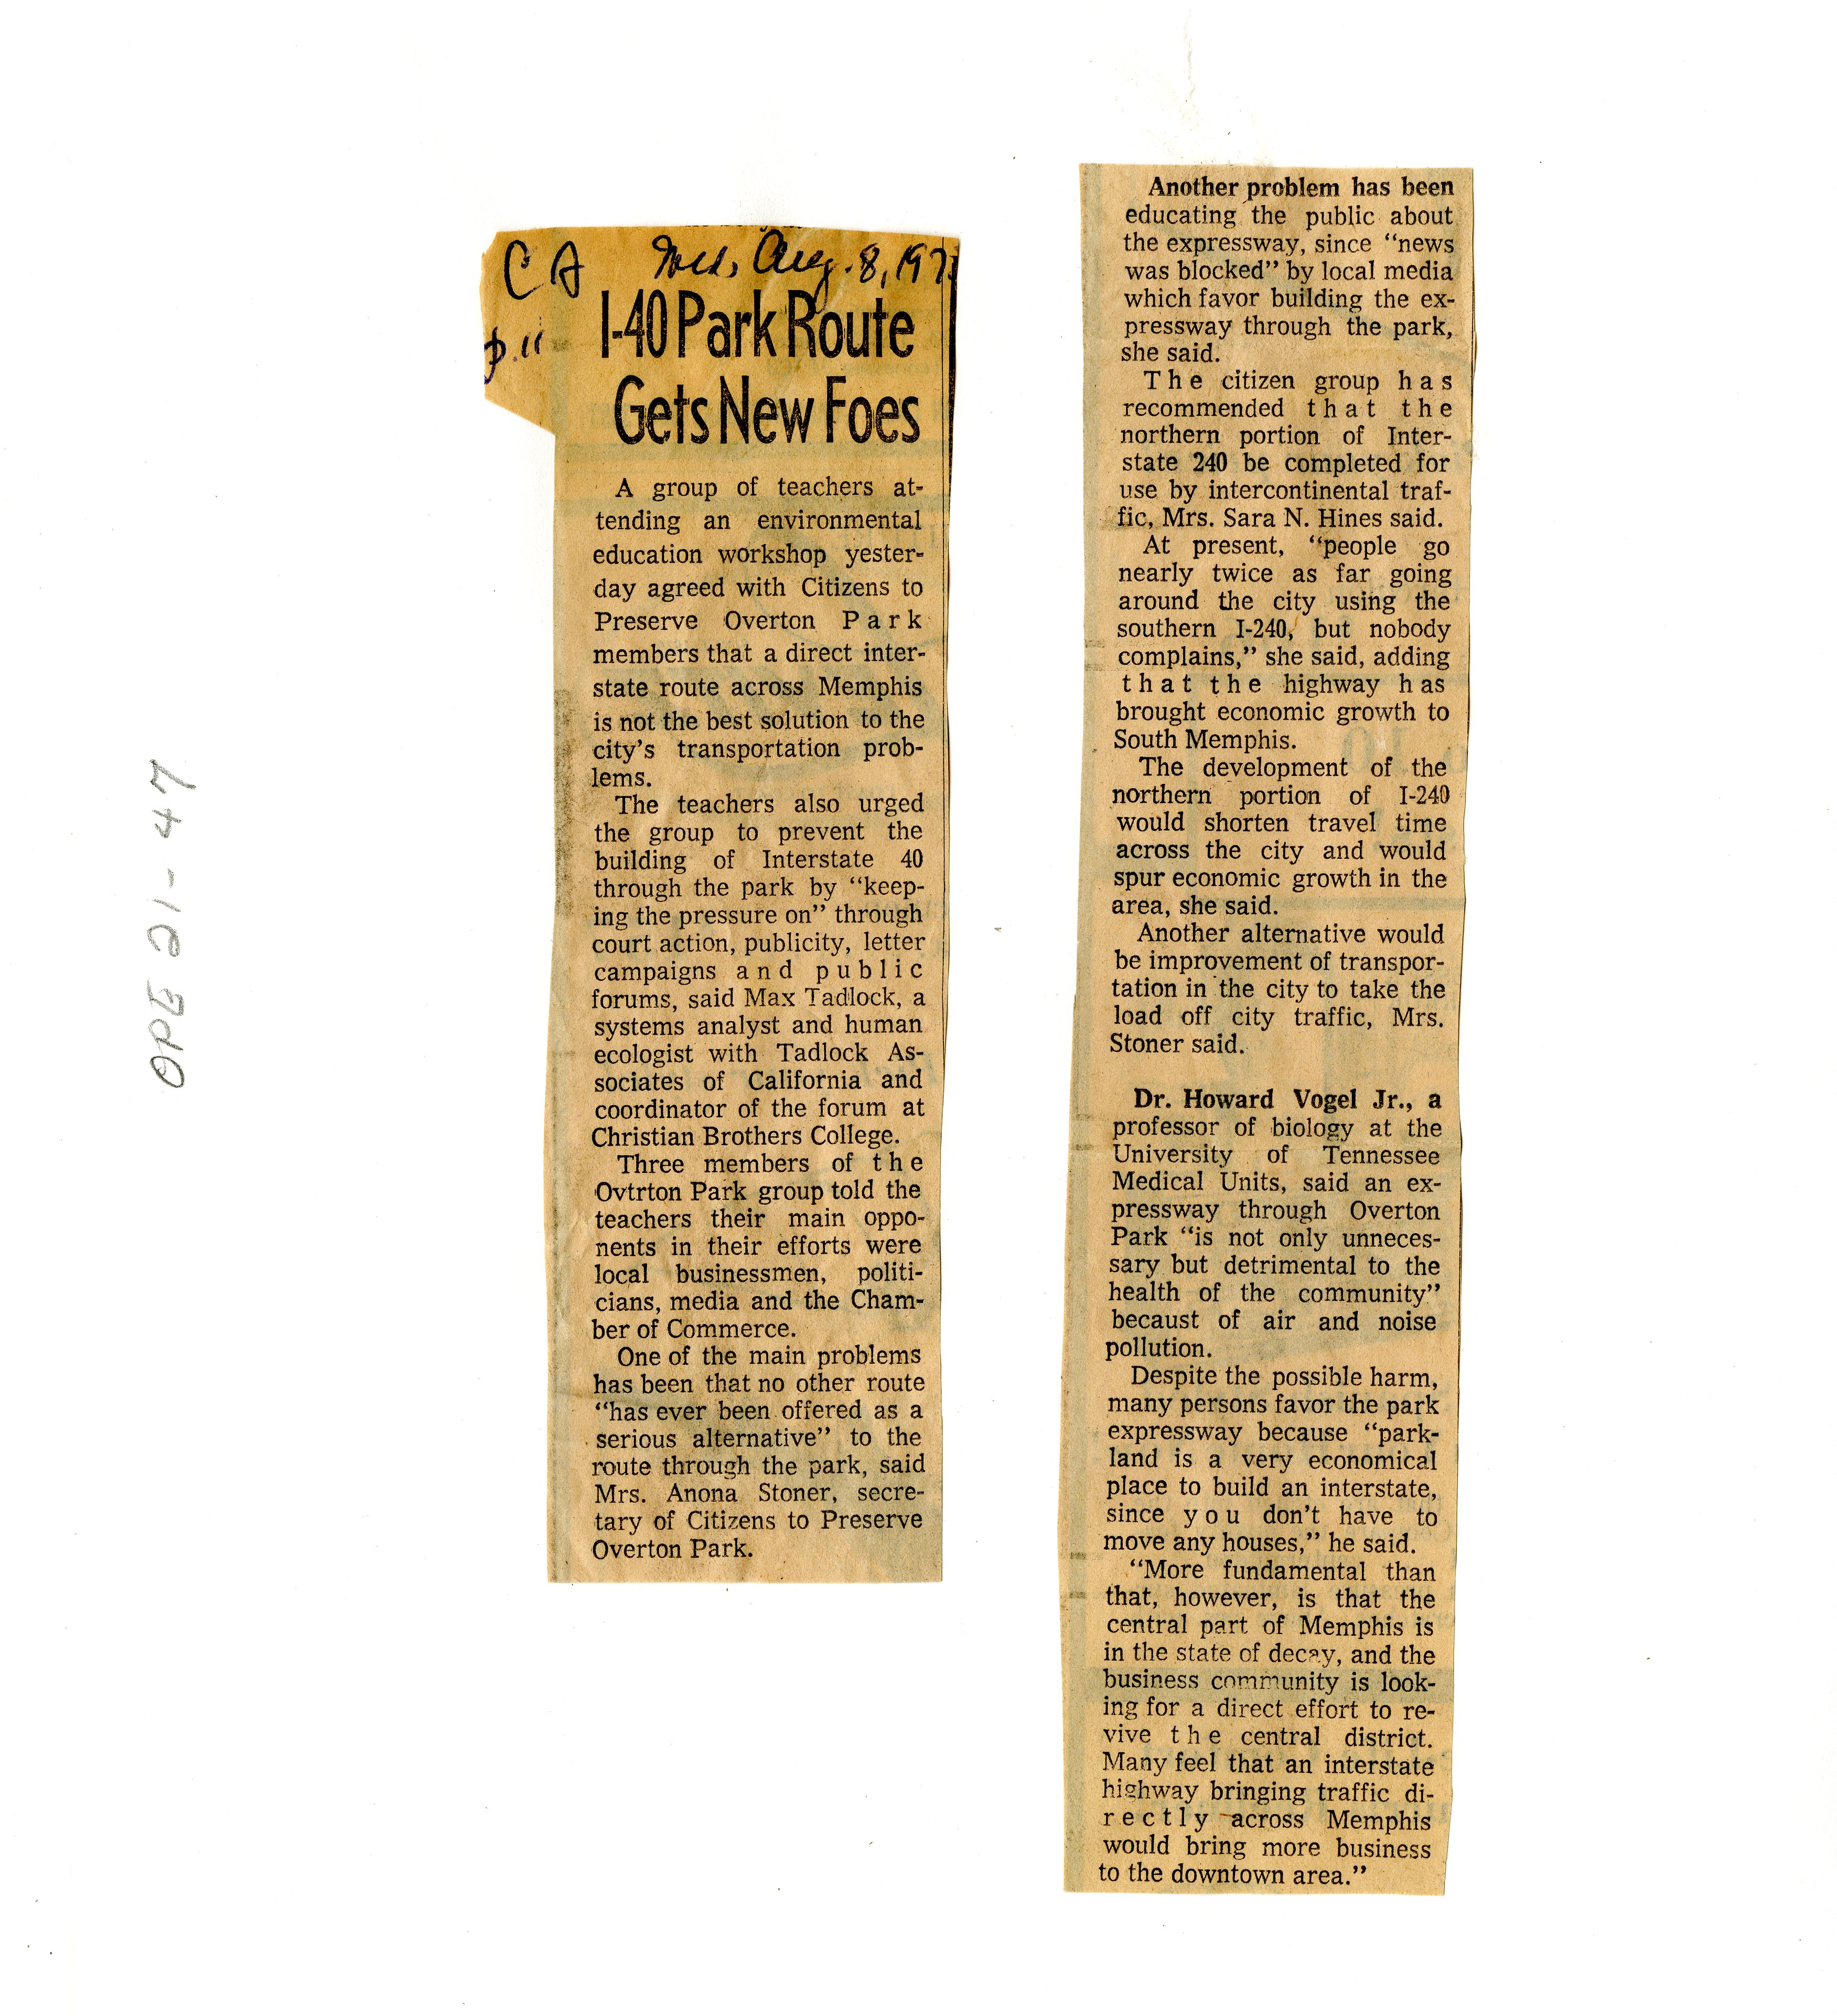 CA Wed, Aug. 8, 197
p. 11
I-40 Park Route
Gets New Foes
A group of teachers at-
tending an environmental
education workshop yester-
day agreed with Citizens to
Preserve Overton Park
members that a direct inter-
state route across Memphis
is not the best solution to the
city's transportation prob-
lems.
The teachers also urged
the group to prevent the
building of Interstate 40
through the park by “keep-
ing the pressure on” through
court action, publicity, letter
campaigns and public
forums, said Max Tadlock, a
systems analyst and human
ecologist with Tadlock As-
sociates of California and
coordinator of the forum at
Christian Brothers College.
Three members of the
Ovtrton Park group told the
teachers their main oppo-
nents in their efforts were
local businessmen, politi-
cians, media and the Cham-
ber of Commerce.
One of the main problems
has been that no other route
“has ever been offered as a
serious alternative” to the
route through the park, said
Mrs. Anona Stoner, secre-
tary of Citizens to Preserve
Overton Park.
Another problem has been
educating the public about
the expressway, since “news
was blocked” by local media
which favor building the ex-
pressway through the park,
she said.
The citizen group has
recommended that the
northern portion of Inter-
state 240 be completed for
use by intercontinental traf-
fic, Mrs. Sara N. Hines said.
At present, “people go
nearly twice as far going
around the city using the
southern I-240, but nobody
complains,” she said, adding
that the highway has
brought economic growth to
South Memphis.
The development of the
northern portion of I-240
would shorten travel time
across the city and would
spur economic growth in the
area, she said.
Another alternative would
be improvement of transpor-
tation in the city to take the
load off city traffic, Mrs.
Stoner said.
Dr. Howard Vogel Jr., a
professor of biology at the
University of Tennessee
Medical Units, said an ex-
pressway through Overton
Park “is not only unneces-
sary but detrimental to the
health of the community”
becaust of air and noise
pollution.
Despite the possible harm,
many persons favor the park
expressway because “park-
land is a very economical
place to build an interstate,
since you don't have to
move any houses,” he said.
“More fundamental than
that, however, is that the
central part of Memphis is
in the state of decay, and the
business community is look-
ing for a direct effort to re-
vive the central district.
Many feel that an interstate
highway bringing traffic di-
rectly across Memphis
would bring more business
to the downtown area.”
OPE 21-47